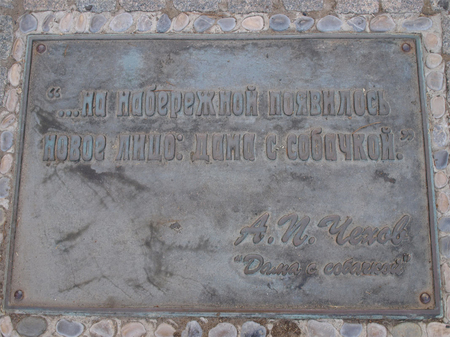 “...на набережной появилось
новое лицо: дама с собачкой.”
А.П. Чехов
“Дама с собачкой”